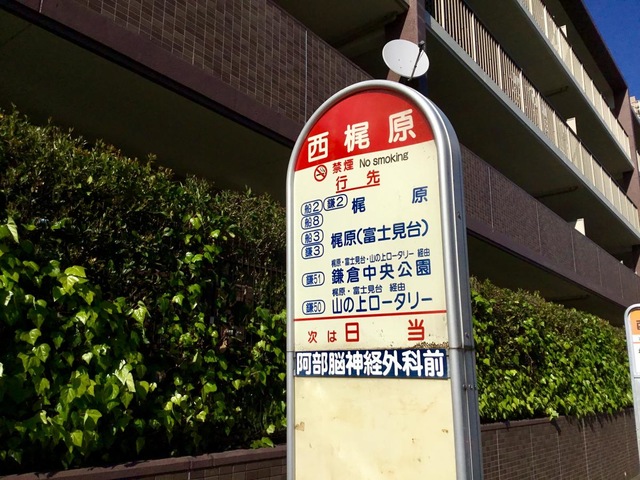 西梶原
禁煙 No smoking
行先
船2 鎌2 梶原
船8
船3 梶原(富士見台)
鎌3
梶原・富士見台・山の上ロータリー 経由
鎌51 鎌倉中央公園
梶原・富士見台 経由
鎌50 山の上ロータリー
次は日当
阿部脳神経外科前